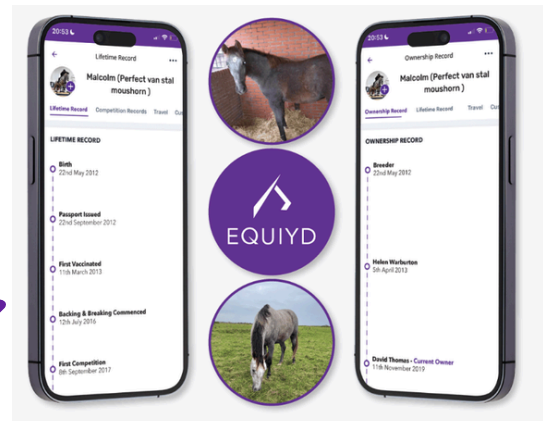 20:53
Lifetime Record
Malcolm (Perfect van stal
moushorn )
Lifetime Record Competition Records Travel
LIFETIME RECORD
Birth
22nd May 2012
Passport Issued
22nd September 2012
First Vaccinated
11th March 2013
Backing & Breaking Commenced
12th July 2016
First Competition
8th September 2017
EQUIYD
20:53
Ownership Record
Malcolm (Perfect van stal
moushorn )
Ownership Record Lifetime Record Travel
OWNERSHIP RECORD
Breeder
22nd May 2012
Helen Warburton
5th April 2013
David Thomas - Current Owner
11th November 2019